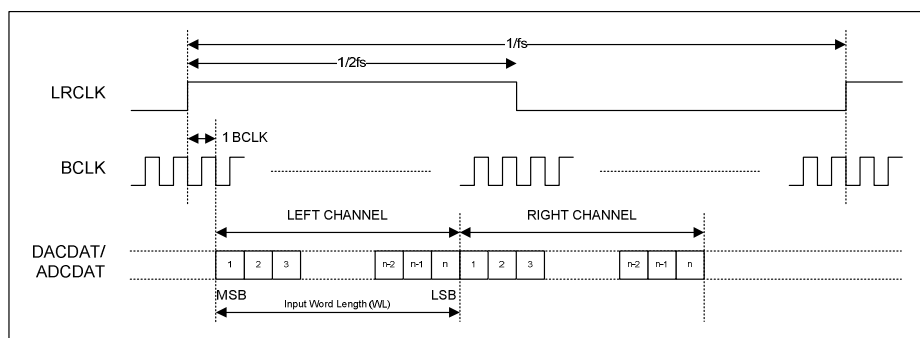 1/fs
1/2fs
LRCLK
1 BCLK
BCLK
LEFT CHANNEL RIGHT CHANNEL
DACDAT/
ADCDAT
1 2 3 n-2 n-1 n 1 2 3 n-2 n-1 n
MSB LSB
Input Word Length (WL)